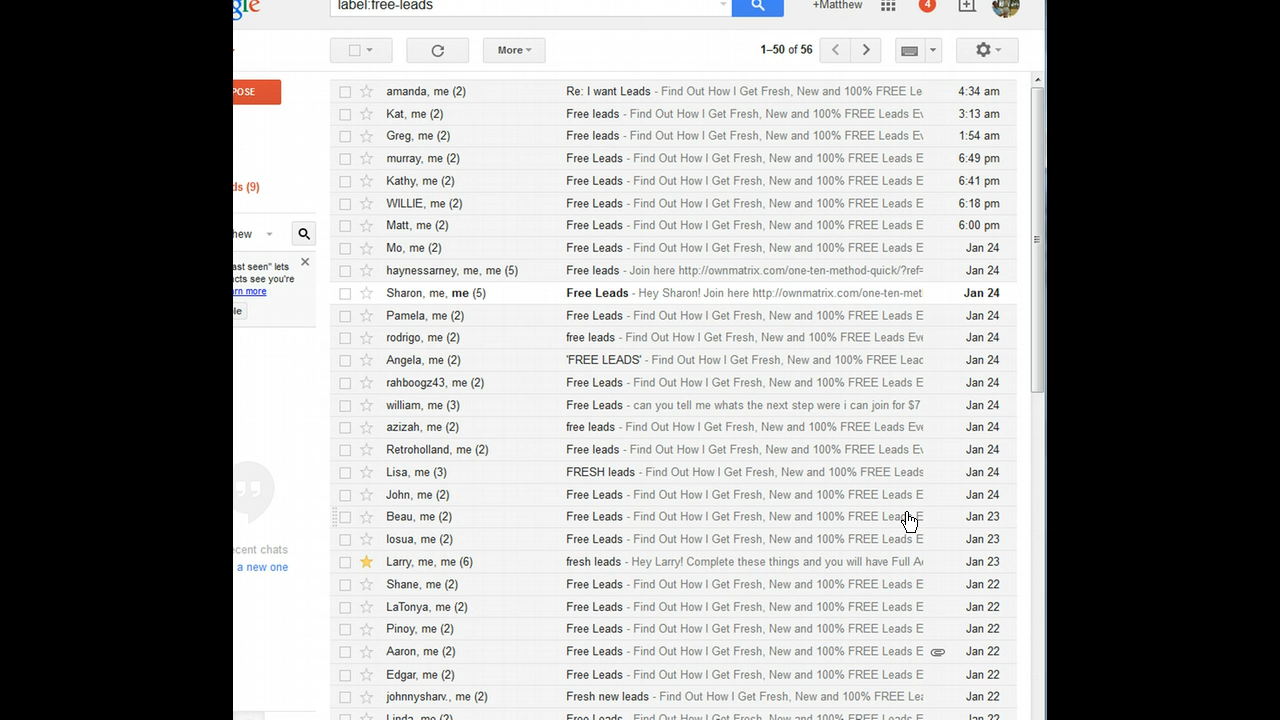 gle label:free-leads +Matthew 4
More 1–50 of 56
POSE
ds (9)
hew
ast seen" lets
cts see you're
rn more
le
ecent chats
a new one
amanda, me (2) Re: I want Leads - Find Out How I Get Fresh, New and 100% FREE Le 4:34 am
Kat, me (2) Free leads - Find Out How I Get Fresh, New and 100% FREE Leads Ev 3:13 am
Greg, me (2) Free Leads - Find Out How I Get Fresh, New and 100% FREE Leads E 1:54 am
murray, me (2) Free Leads - Find Out How I Get Fresh, New and 100% FREE Leads E 6:49 pm
Kathy, me (2) Free Leads - Find Out How I Get Fresh, New and 100% FREE Leads E 6:41 pm
WILLIE, me (2) Free Leads - Find Out How I Get Fresh, New and 100% FREE Leads E 6:18 pm
Matt, me (2) Free Leads - Find Out How I Get Fresh, New and 100% FREE Leads E 6:00 pm
Mo, me (2) Free Leads - Find Out How I Get Fresh, New and 100% FREE Leads E Jan 24
haynessarney, me, me (5) Free leads - Join here http://ownmatrix.com/one-ten-method-quick/?ref= Jan 24
Sharon, me, me (5) Free Leads - Hey Sharon! Join here http://ownmatrix.com/one-ten-met Jan 24
Pamela, me (2) Free Leads - Find Out How I Get Fresh, New and 100% FREE Leads E Jan 24
rodrigo, me (2) free leads - Find Out How I Get Fresh, New and 100% FREE Leads Eve Jan 24
Angela, me (2) 'FREE LEADS' - Find Out How I Get Fresh, New and 100% FREE Leac Jan 24
rahboogz43, me (2) Free Leads - Find Out How I Get Fresh, New and 100% FREE Leads E Jan 24
william, me (3) Free Leads - can you tell me whats the next step were i can join for $7 Jan 24
azizah, me (2) free leads - Find Out How I Get Fresh, New and 100% FREE Leads Eve Jan 24
Retroholland, me (2) Free leads - Find Out How I Get Fresh, New and 100% FREE Leads Ev Jan 24
Lisa, me (3) FRESH leads - Find Out How I Get Fresh, New and 100% FREE Leads Jan 24
John, me (2) Free Leads - Find Out How I Get Fresh, New and 100% FREE Leads E Jan 24
Beau, me (2) Free Leads - Find Out How I Get Fresh, New and 100% FREE Leads E Jan 23
Iosua, me (2) Free Leads - Find Out How I Get Fresh, New and 100% FREE Leads E Jan 23
Larry, me, me (6) fresh leads - Hey Larry! Complete these things and you will have Full Ac Jan 23
Shane, me (2) Free Leads - Find Out How I Get Fresh, New and 100% FREE Leads E Jan 22
LaTonya, me (2) Free Leads - Find Out How I Get Fresh, New and 100% FREE Leads E Jan 22
Pinoy, me (2) Free Leads - Find Out How I Get Fresh, New and 100% FREE Leads E Jan 22
Aaron, me (2) Free Leads - Find Out How I Get Fresh, New and 100% FREE Leads E Jan 22
Edgar, me (2) Free Leads - Find Out How I Get Fresh, New and 100% FREE Leads E Jan 22
johnnysharv., me (2) Fresh new leads - Find Out How I Get Fresh, New and 100% FREE Lea Jan 22
Linda, me (2) Free Leads - Find Out How I Get Fresh, New and 100% FREE Leads E Jan 22